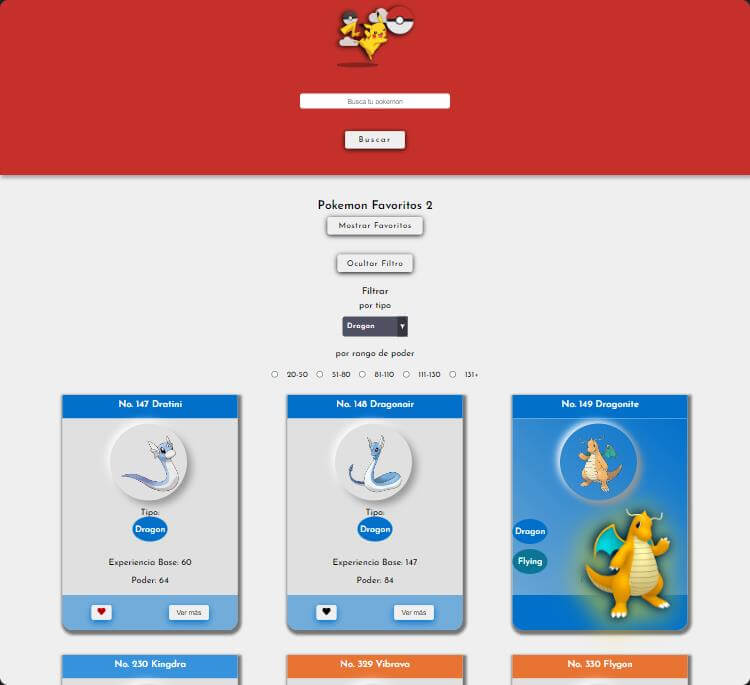 Busca tu pokemon
Buscar
Pokemon Favoritos 2
Mostrar Favoritos
Ocultar Filtro
Filtrar
por tipo
Dragon
por rango de poder
20-50 51-80 81-110 111-130 131+
No. 147 Dratini
No. 148 Dragonair
No. 149 Dragonite
Tipo:
Dragon
Experiencia Base: 60
Poder: 64
Ver más
Tipo:
Dragon
Experiencia Base: 147
Poder: 84
Ver más
Dragon
Flying
No. 230 Kingdra
No. 329 Vibrava
No. 330 Flygon